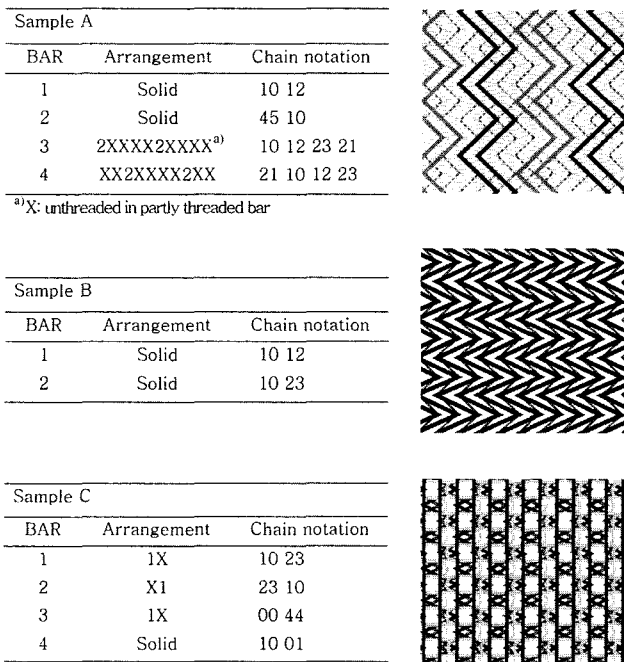 Sample A
BAR Arrangement Chain notation
1 Solid 10 12
2 Solid 45 10
3 2XXXX2XXXX a) 10 12 23 21
4 XX2XXXX2XX 21 10 12 23
a) X: unthreaded in partly threaded bar
Sample B
BAR Arrangement Chain notation
1 Solid 10 12
2 Solid 10 23
Sample C
BAR Arrangement Chain notation
1 1X 10 23
2 X1 23 10
3 1X 00 44
4 Solid 10 01